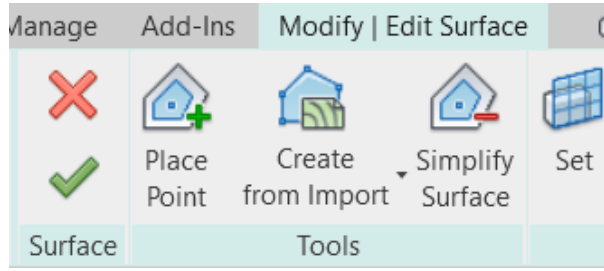 Manage Add-Ins Modify | Edit Surface
Place Point
Create from Import
Simplify Surface
Set
Surface Tools